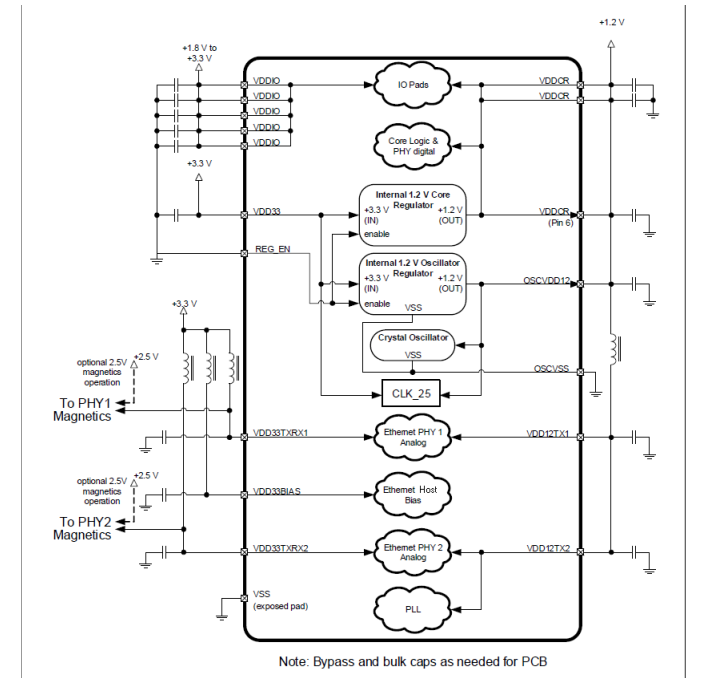 +1.2 V
+1.8 V to
+3.3 V
VDDIO
VDDIO
VDDIO
VDDIO
VDDIO
IO Pads
VDDCR
VDDCR
Core Logic &
PHY digital
+3.3 V
VDD33
Internal 1.2 V Core
Regulator
+3.3 V
(IN)
+1.2 V
(OUT)
enable
VDDCR
(Pin 6)
REG_EN
Internal 1.2 V Oscillator
Regulator
+3.3 V
(IN)
+1.2 V
(OUT)
enable
VSS
OSCVDD12
+3.3 V
Crystal Oscillator
VSS
OSCVSS
CLK_25
optional 2.5V
magnetics
operation
+2.5 V
To PHY1
Magnetics
VDD33TXRX1
Ethernet PHY 1
Analog
VDD12TX1
optional 2.5V
magnetics
operation
+2.5 V
To PHY2
Magnetics
VDD33BIAS
Ethernet Host
Bias
VDD33TXRX2
Ethernet PHY 2
Analog
VDD12TX2
VSS
(exposed pad)
PLL
Note: Bypass and bulk caps as needed for PCB